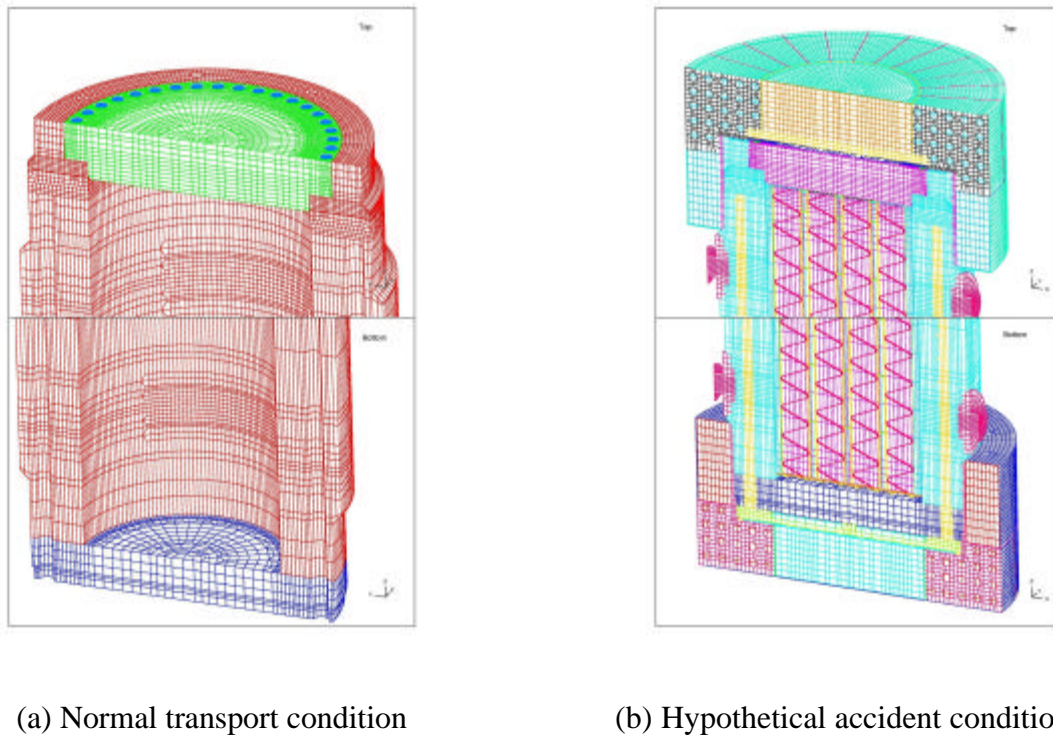 Top
Top
Bottom
Bottom
(a) Normal transport condition
(b) Hypothetical accident conditio